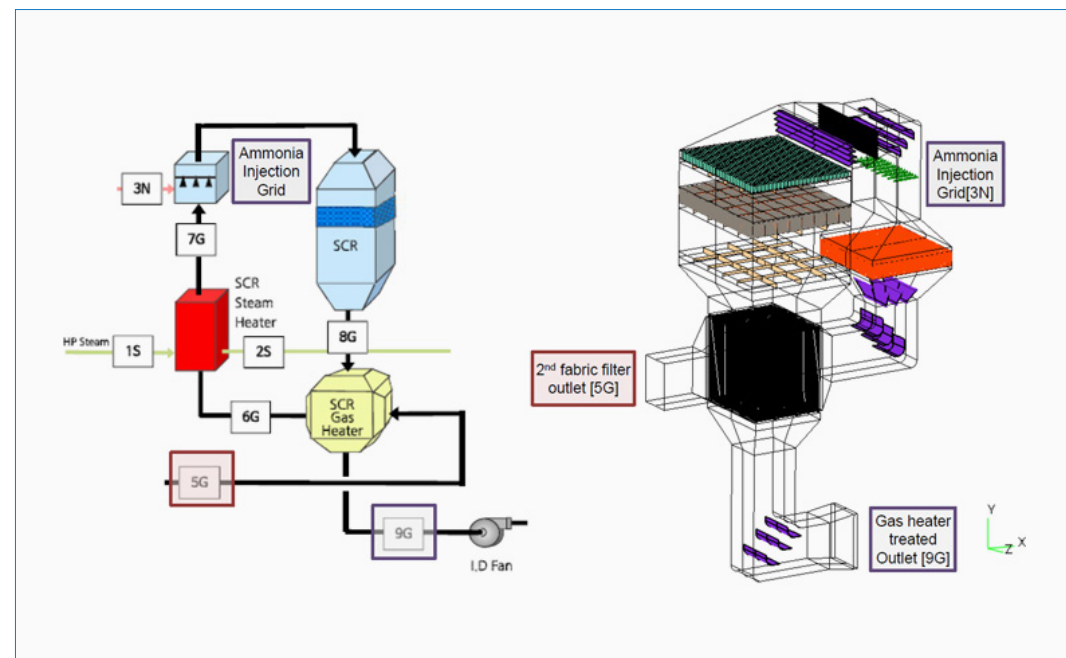 Ammonia
Injection
Grid
3N
7G
SCR
SCR
Steam
Heater
HP Steam
1S
2S
8G
6G
SCR
Gas
Heater
5G
9G
I,D Fan
Ammonia
Injection
Grid[3N]
2nd fabric filter
outlet [5G]
Gas heater
treated
Outlet [9G]
Y
X
Z